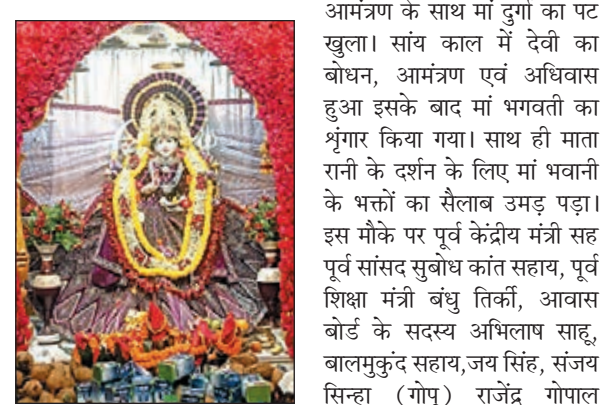 आमंत्रण के साथ मां दुर्गा का पट
खुला। सांय काल में देवी का
बोधन, आमंत्रण एवं अधिवास
हुआ इसके बाद मां भगवती का
शृंगार किया गया। साथ ही माता
रानी के दर्शन के लिए मां भवानी
के भक्तों का सैलाब उमड़ पड़ा।
इस मौके पर पूर्व केंद्रीय मंत्री सह
पूर्व सांसद सुबोध कांत सहाय, पूर्व
शिक्षा मंत्री बंधु तिर्की, आवास
बोर्ड के सदस्य अभिलाष साहू,
बालमुकुंद सहाय,जय सिंह, संजय
सिन्हा (गोपू) राजेंद्र गोपाल